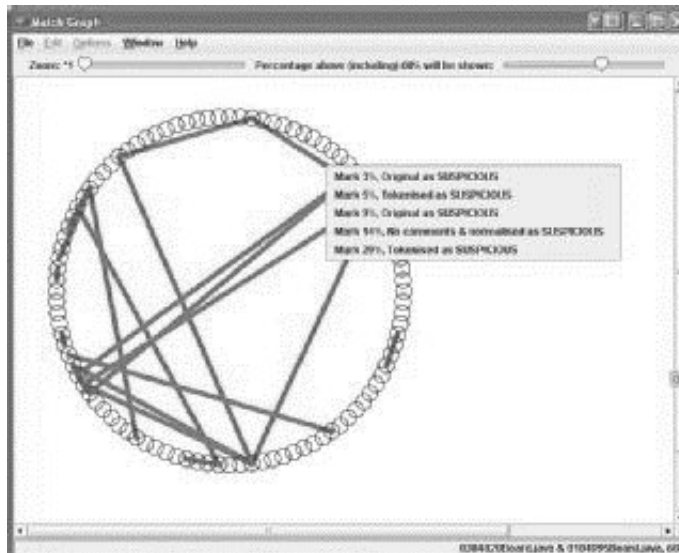 Match Graph
File Edit Options Window Help
Zoom: *1 Percentage above (including) 60% will be shown:
Mark 3%, Original as SUSPICIOUS
Mark 5%, Tokenised as SUSPICIOUS
Mark 9%, Original as SUSPICIOUS
Mark 14%, No comments & normalised as SUSPICIOUS
Mark 29%, Tokenised as SUSPICIOUS